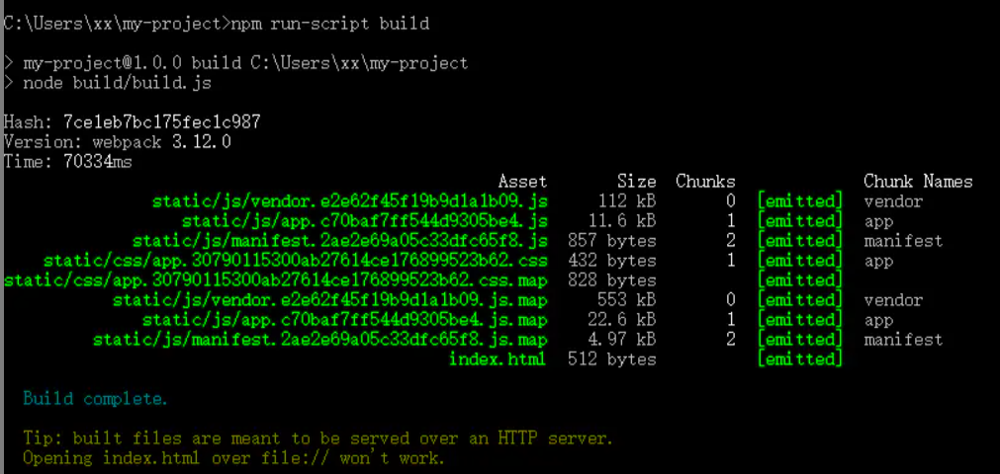 C:\Users\xx\my-project>npm run-script build
> my-project@1.0.0 build C:\Users\xx\my-project
> node build/build.js
Hash: 7ce1eb7bc175fec1c987
Version: webpack 3.12.0
Time: 70334ms
Asset Size Chunks Chunk Names
static/js/vendor.e2e62f45f19b9d1a1b09.js 112 kB 0 [emitted] vendor
static/js/app.c70baf7ff544d9305be4.js 11.6 kB 1 [emitted] app
static/js/manifest.2ae2e69a05c33dfc65f8.js 857 bytes 2 [emitted] manifest
static/css/app.30790115300ab27614ce176899523b62.css 432 bytes 1 [emitted] app
static/css/app.30790115300ab27614ce176899523b62.css.map 828 bytes [emitted]
static/js/vendor.e2e62f45f19b9d1a1b09.js.map 553 kB 0 [emitted] vendor
static/js/app.c70baf7ff544d9305be4.js.map 22.6 kB 1 [emitted] app
static/js/manifest.2ae2e69a05c33dfc65f8.js.map 4.97 kB 2 [emitted] manifest
index.html 512 bytes [emitted]
Build complete.
Tip: built files are meant to be served over an HTTP server.
Opening index.html over file:// won't work.